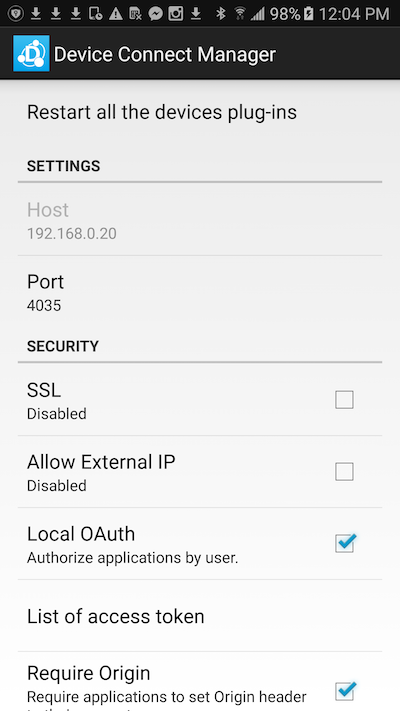 98% 12:04 PM
Device Connect Manager
Restart all the devices plug-ins
SETTINGS
Host
192.168.0.20
Port
4035
SECURITY
SSL
Disabled
Allow External IP
Disabled
Local OAuth
Authorize applications by user.
List of access token
Require Origin
Require applications to set Origin header